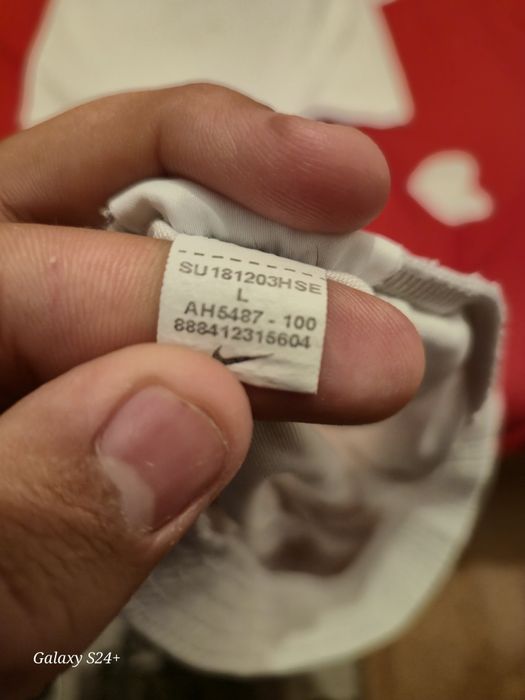 SU181203HSE
L
AH5487 - 100
888412315604
Galaxy S24+